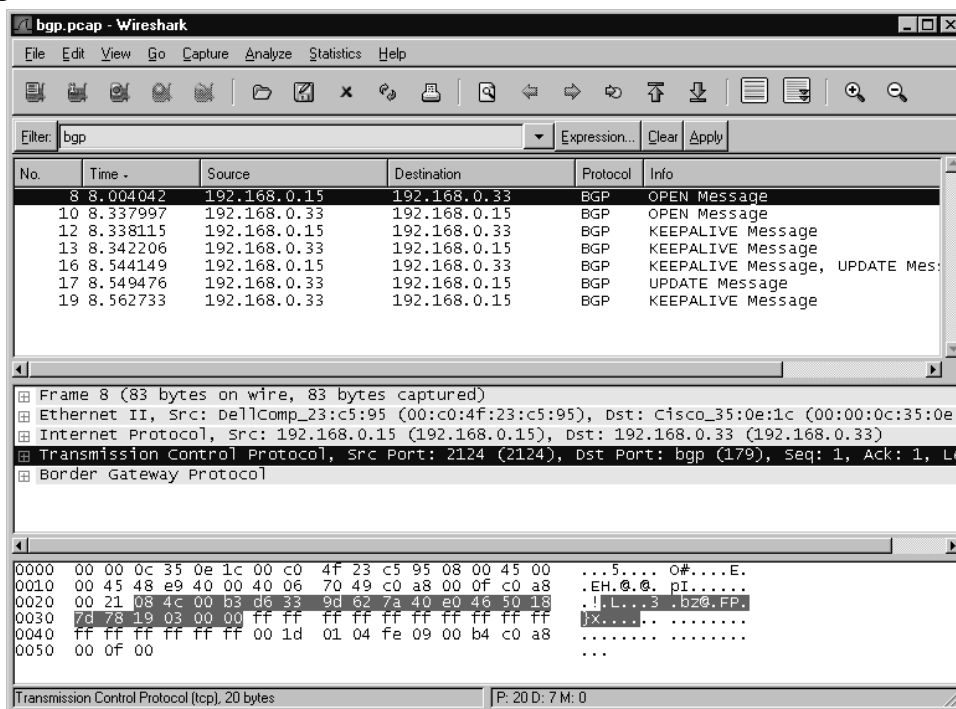 bgp.pcap - Wireshark
File Edit View Go Capture Analyze Statistics Help
Filter: bgp Expression... Clear Apply
No. Time Source Destination Protocol Info
8 8.004042 192.168.0.15 192.168.0.33 BGP OPEN Message
10 8.337997 192.168.0.33 192.168.0.15 BGP OPEN Message
12 8.338115 192.168.0.15 192.168.0.33 BGP KEEPALIVE Message
13 8.342206 192.168.0.33 192.168.0.15 BGP KEEPALIVE Message
16 8.544149 192.168.0.15 192.168.0.33 BGP KEEPALIVE Message, UPDATE Mes
17 8.549476 192.168.0.33 192.168.0.15 BGP UPDATE Message
19 8.562733 192.168.0.33 192.168.0.15 BGP KEEPALIVE Message
Frame 8 (83 bytes on wire, 83 bytes captured)
Ethernet II, Src: DellComp_23:c5:95 (00:c0:4f:23:c5:95), Dst: Cisco_35:0e:1c (00:00:0c:35:0e
Internet Protocol, Src: 192.168.0.15 (192.168.0.15), Dst: 192.168.0.33 (192.168.0.33)
Transmission Control Protocol, Src Port: 2124 (2124), Dst Port: bgp (179), Seq: 1, Ack: 1, L
Border Gateway Protocol
0000 00 00 0c 35 0e 1c 00 c0 4f 23 c5 95 08 00 45 00 ...5.... O#....E.
0010 00 45 48 e9 40 00 40 06 70 49 c0 a8 00 0f c0 a8 .EH.@.@. pI......
0020 00 21 08 4c 00 b3 d6 33 9d 62 7a 40 e0 46 50 18 .!.L...3 .bz@.FP.
0030 7d 78 19 03 00 00 ff ff ff ff ff ff ff ff ff ff }x...... ........
0040 ff ff ff ff ff ff 00 1d 01 04 fe 09 00 b4 c0 a8 ........ ........
0050 00 0f 00 ...
Transmission Control Protocol (tcp), 20 bytes P: 20 D: 7 M: 0